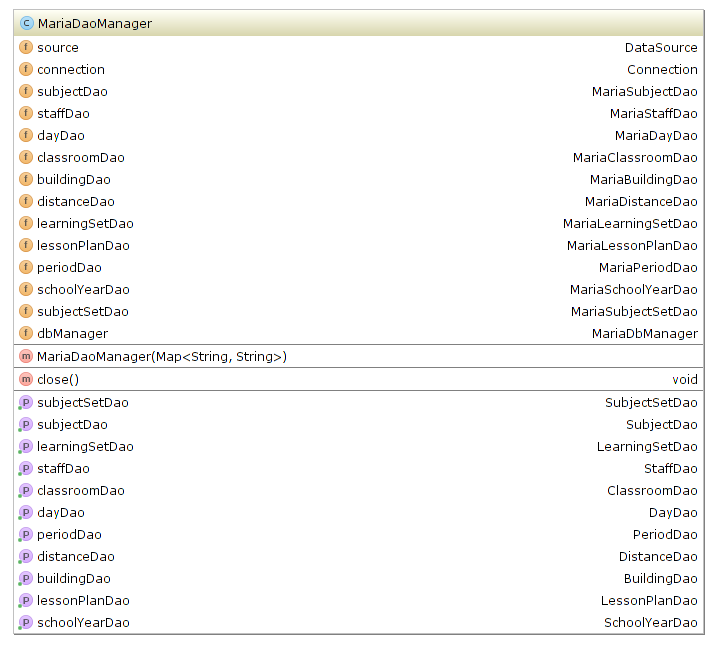 C MariaDaoManager
f source DataSource
f connection Connection
f subjectDao MariaSubjectDao
f staffDao MariaStaffDao
f dayDao MariaDayDao
f classroomDao MariaClassroomDao
f buildingDao MariaBuildingDao
f distanceDao MariaDistanceDao
f learningSetDao MariaLearningSetDao
f lessonPlanDao MariaLessonPlanDao
f periodDao MariaPeriodDao
f schoolYearDao MariaSchoolYearDao
f subjectSetDao MariaSubjectSetDao
f dbManager MariaDbManager
m MariaDaoManager(Map<String, String>)
m close() void
P subjectSetDao SubjectSetDao
P subjectDao SubjectDao
P learningSetDao LearningSetDao
P staffDao StaffDao
P classroomDao ClassroomDao
P dayDao DayDao
P periodDao PeriodDao
P distanceDao DistanceDao
P buildingDao BuildingDao
P lessonPlanDao LessonPlanDao
P schoolYearDao SchoolYearDao